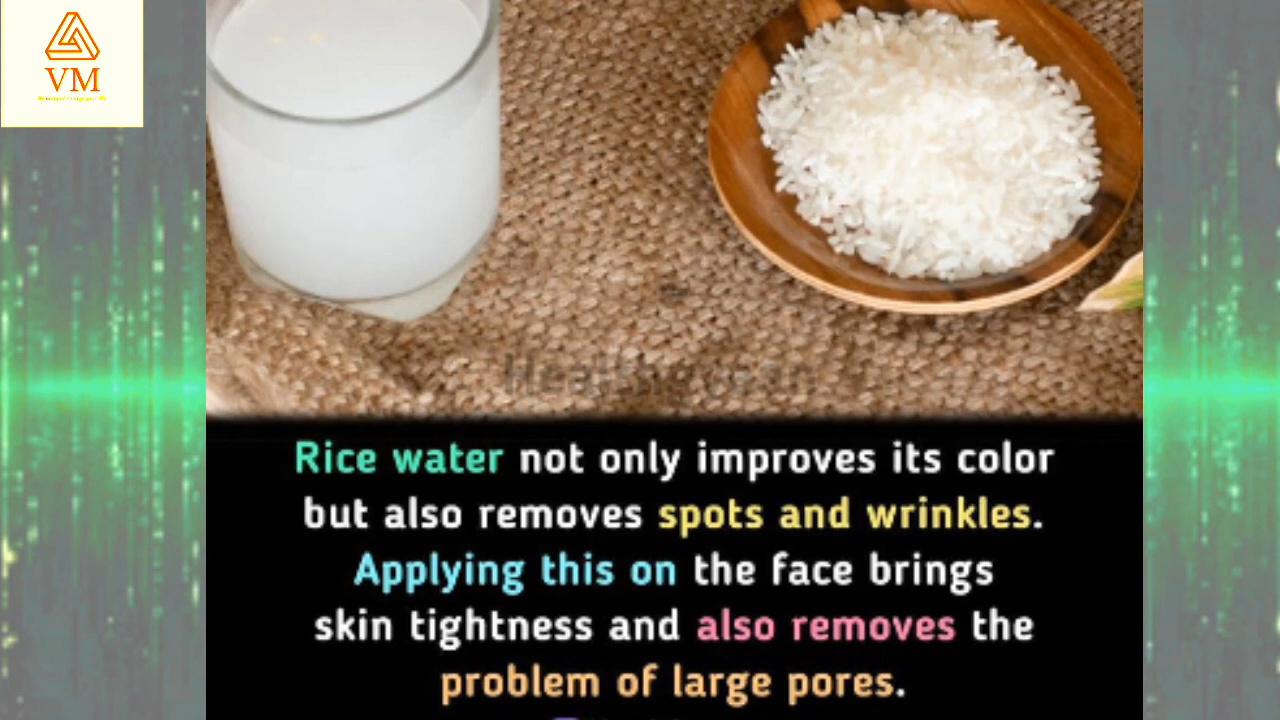 VM
Rice water not only improves its color
but also removes spots and wrinkles.
Applying this on the face brings
skin tightness and also removes the
problem of large pores.